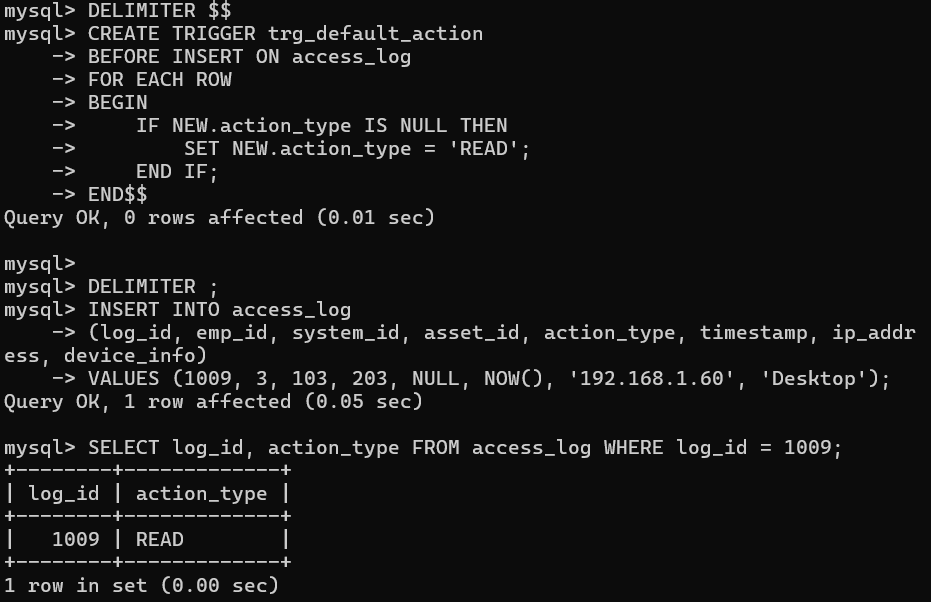 mysql> DELIMITER $$
mysql> CREATE TRIGGER trg_default_action
    -> BEFORE INSERT ON access_log
    -> FOR EACH ROW
    -> BEGIN
    ->     IF NEW.action_type IS NULL THEN
    ->         SET NEW.action_type = 'READ';
    ->     END IF;
    -> END$$
Query OK, 0 rows affected (0.01 sec)

mysql>
mysql> DELIMITER ;
mysql> INSERT INTO access_log
    -> (log_id, emp_id, system_id, asset_id, action_type, timestamp, ip_addr
ess, device_info)
    -> VALUES (1009, 3, 103, 203, NULL, NOW(), '192.168.1.60', 'Desktop');
Query OK, 1 row affected (0.05 sec)

mysql> SELECT log_id, action_type FROM access_log WHERE log_id = 1009;
+--------+-------------+
| log_id | action_type |
+--------+-------------+
|   1009 | READ        |
+--------+-------------+
1 row in set (0.00 sec)